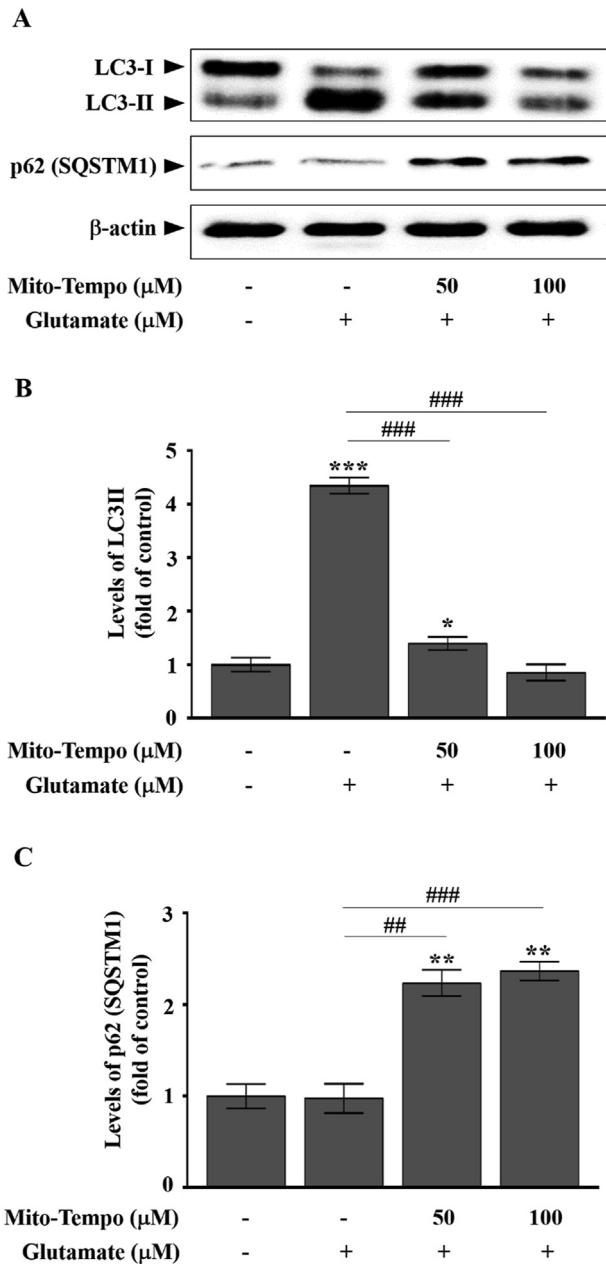 A
LC3-I ►
LC3-II ►
p62 (SQSTM1) ►
β-actin ►
Mito-Tempo (μM) - - 50 100
Glutamate (μM) - + + +
B
###
###
***
*
Levels of LC3II
(fold of control)
5
4
3
2
1
0
Mito-Tempo (μM) - - 50 100
Glutamate (μM) - + + +
C
###
##
** **
Levels of p62 (SQSTM1)
(fold of control)
3
2
1
0
Mito-Tempo (μM) - - 50 100
Glutamate (μM) - + + +